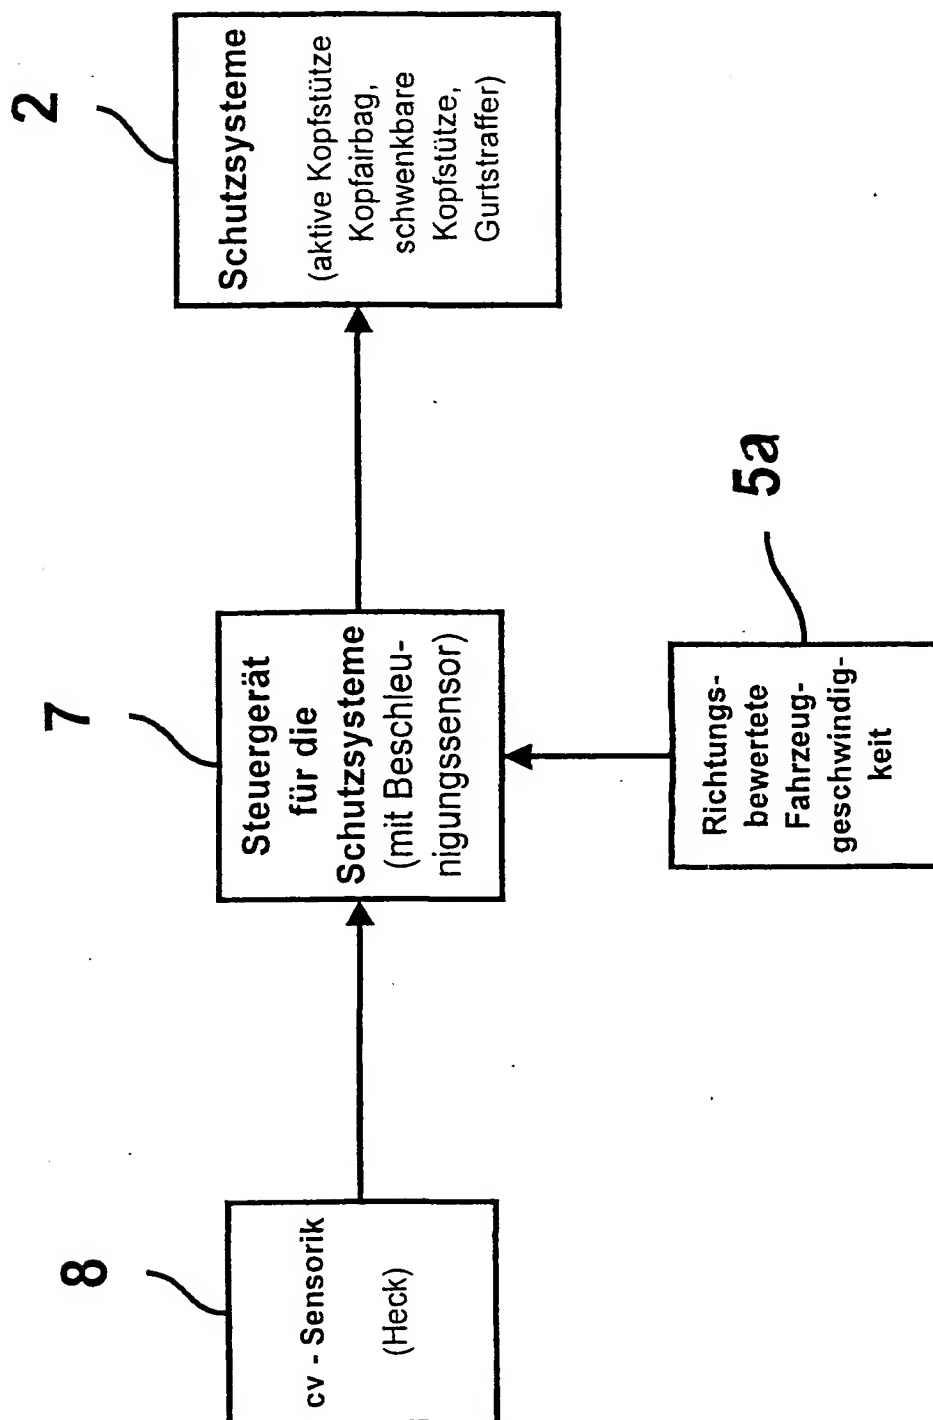 8
cv - Sensorik
(Heck)
7
Steuergerät
für die
Schutzsysteme
(mit Beschleu-
nigungssensor)
2
Schutzsysteme
(aktive Kopfstütze
Kopfairbag,
schwenkbare
Kopfstütze,
Gurtstraffer)
5a
Richtungs-
bewertete
Fahrzeug-
geschwindig-
keit